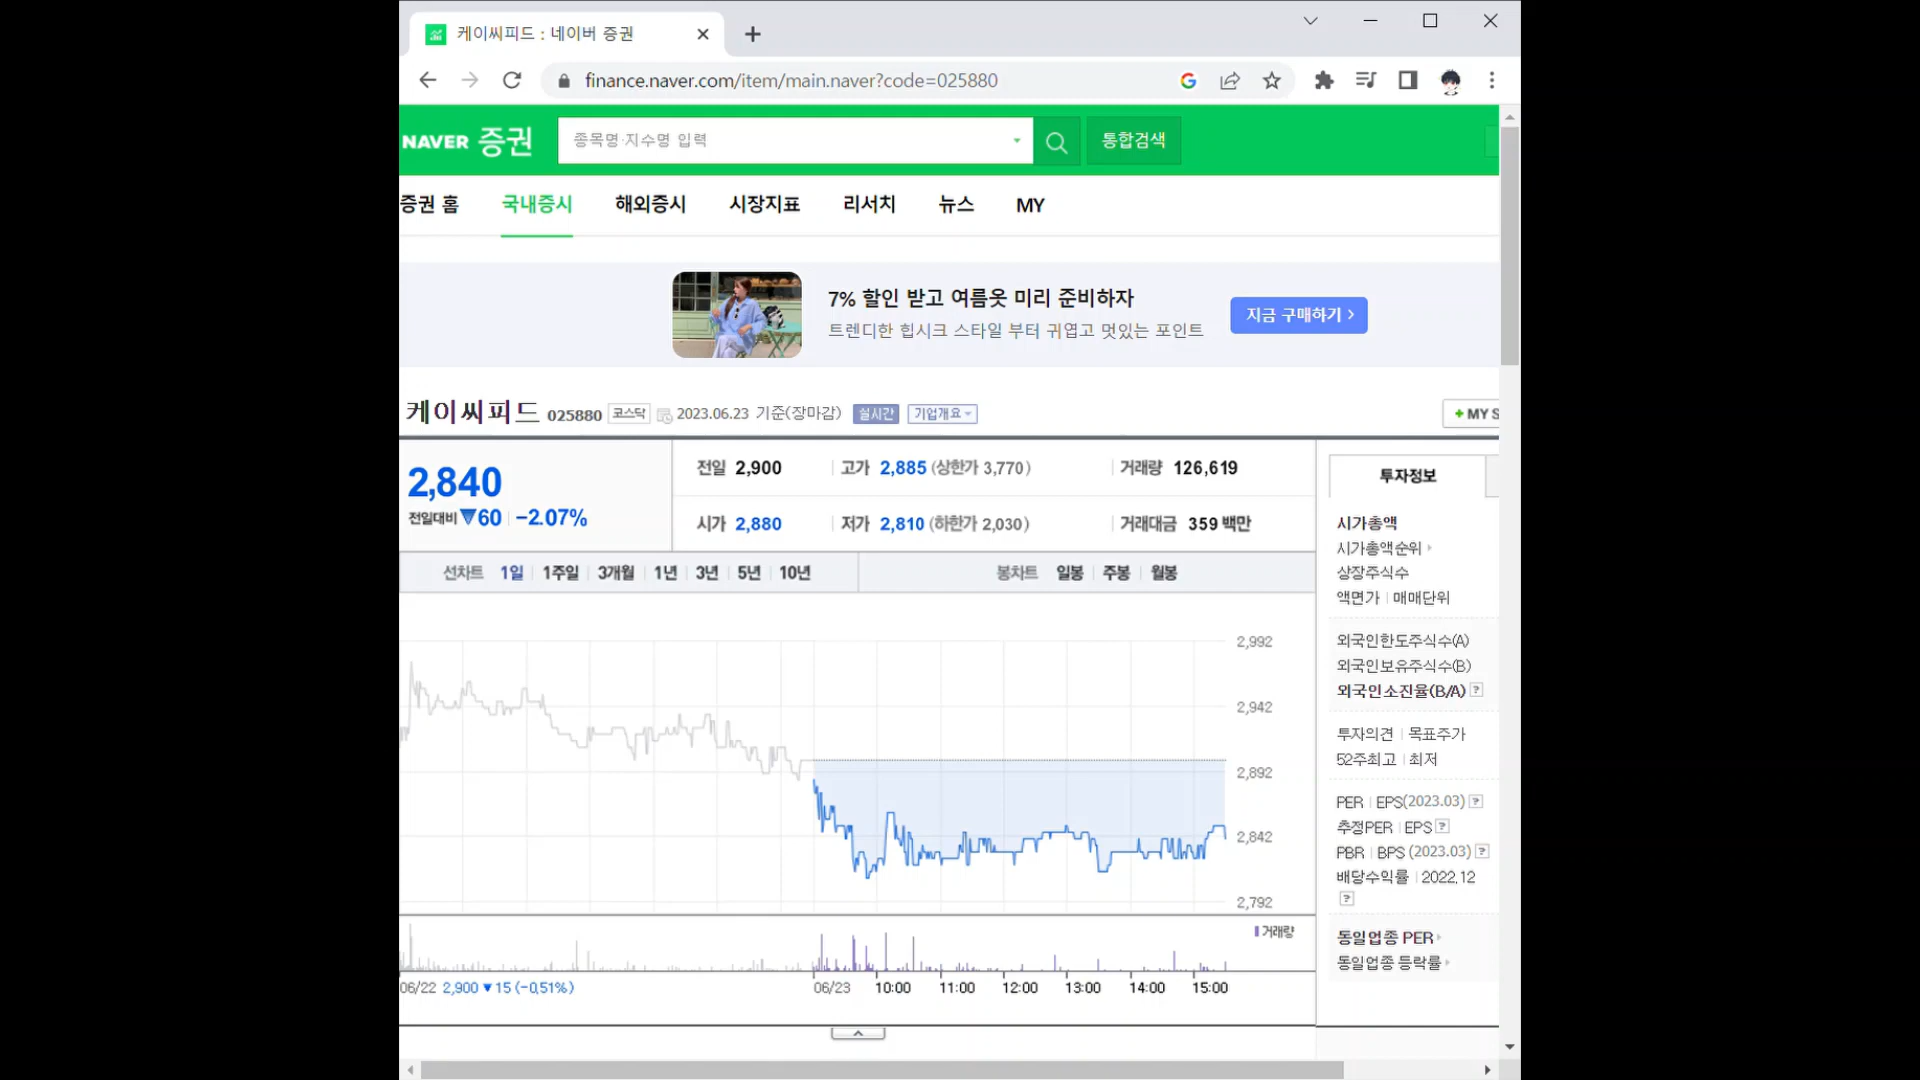 케이씨피드 : 네이버 증권
finance.naver.com/item/main.naver?code=025880
NAVER 증권
종목명·지수명 입력
통합검색
증권 홈 국내증시 해외증시 시장지표 리서치 뉴스 MY
7% 할인 받고 여름옷 미리 준비하자
트렌디한 힙시크 스타일 부터 귀엽고 멋있는 포인트
지금 구매하기 >
케이씨피드 025880 코스닥 2023.06.23 기준(장마감) 실시간 기업개요
+ MY S
2,840
전일대비 ▼60 | -2.07%
전일 2,900 | 고가 2,885 (상한가 3,770) | 거래량 126,619
시가 2,880 | 저가 2,810 (하한가 2,030) | 거래대금 359 백만
선차트 1일 | 1주일 | 3개월 | 1년 | 3년 | 5년 | 10년
봉차트 일봉 | 주봉 | 월봉
2,992
2,942
2,892
2,842
2,792
거래량
06/22 2,900 ▼ 15 (-0.51%)
06/23 10:00 11:00 12:00 13:00 14:00 15:00
투자정보
시가총액
시가총액순위
상장주식수
액면가 | 매매단위
외국인한도주식수(A)
외국인보유주식수(B)
외국인소진율(B/A) ?
투자의견 | 목표주가
52주최고 | 최저
PER | EPS(2023.03) ?
추정PER | EPS ?
PBR | BPS (2023.03) ?
배당수익률 | 2022.12
?
동일업종 PER
동일업종 등락률